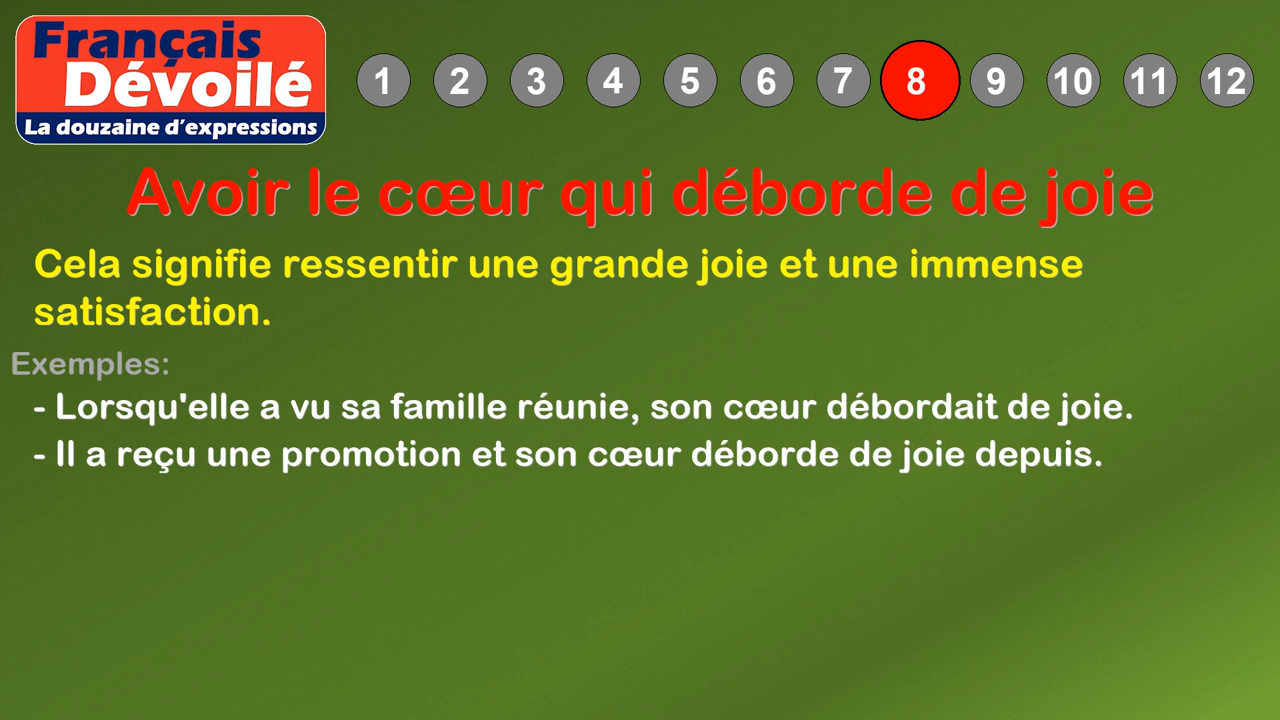 Français
Dévoilé
La douzaine d’expressions
1 2 3 4 5 6 7 8 9 10 11 12
Avoir le cœur qui déborde de joie
Cela signifie ressentir une grande joie et une immense
satisfaction.
Exemples:
- Lorsqu'elle a vu sa famille réunie, son cœur débordait de joie.
- Il a reçu une promotion et son cœur déborde de joie depuis.